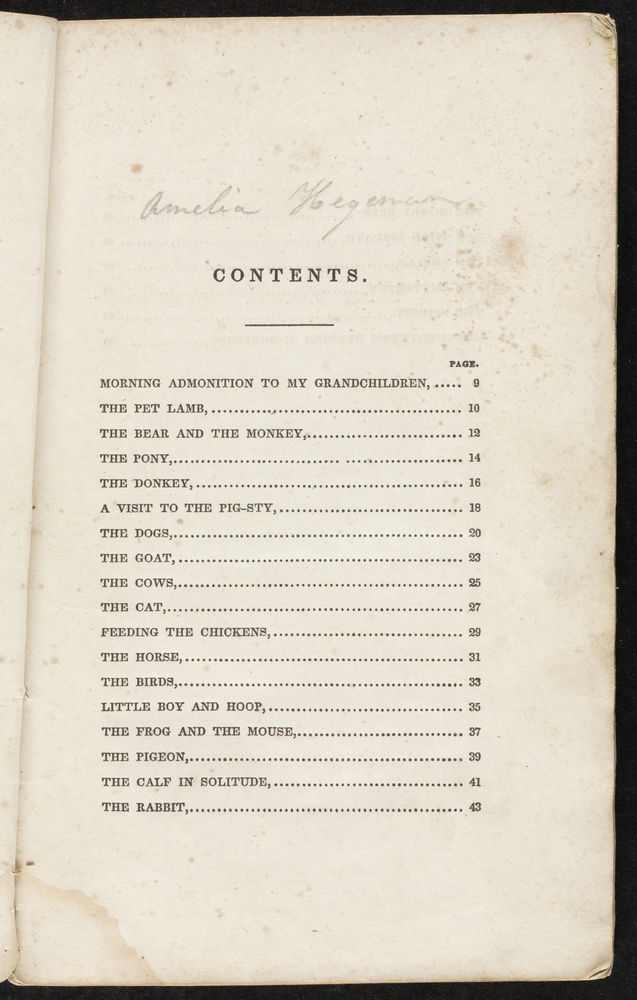 Amelia Hegeman
CONTENTS.
PAGE.
MORNING ADMONITION TO MY GRANDCHILDREN, ..... 9
THE PET LAMB, .......................................... 10
THE BEAR AND THE MONKEY, .......................... 12
THE PONY, ............................ .................... 14
THE DONKEY, ............................................. 16
A VISIT TO THE PIG-STY, ............................... 18
THE DOGS, ................................................ 20
THE GOAT, ................................................ 23
THE COWS, ................................................ 25
THE CAT, .................................................. 27
FEEDING THE CHICKENS, ................................ 29
THE HORSE, ............................................... 31
THE BIRDS, ................................................ 33
LITTLE BOY AND HOOP, ................................. 35
THE FROG AND THE MOUSE, ............................ 37
THE PIGEON, .............................................. 39
THE CALF IN SOLITUDE, ................................ 41
THE RABBIT, .............................................. 43